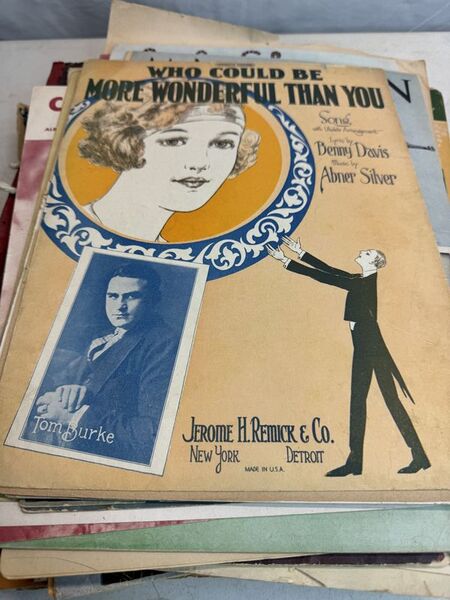 WHO COULD BE
MORE WONDERFUL THAN YOU
Song
with Ukulele Arrangement
Lyric by
Benny Davis
Music by
Abner Silver
Tom Burke
JEROME H. REMICK & CO.
NEW YORK DETROIT
MADE IN U.S.A.